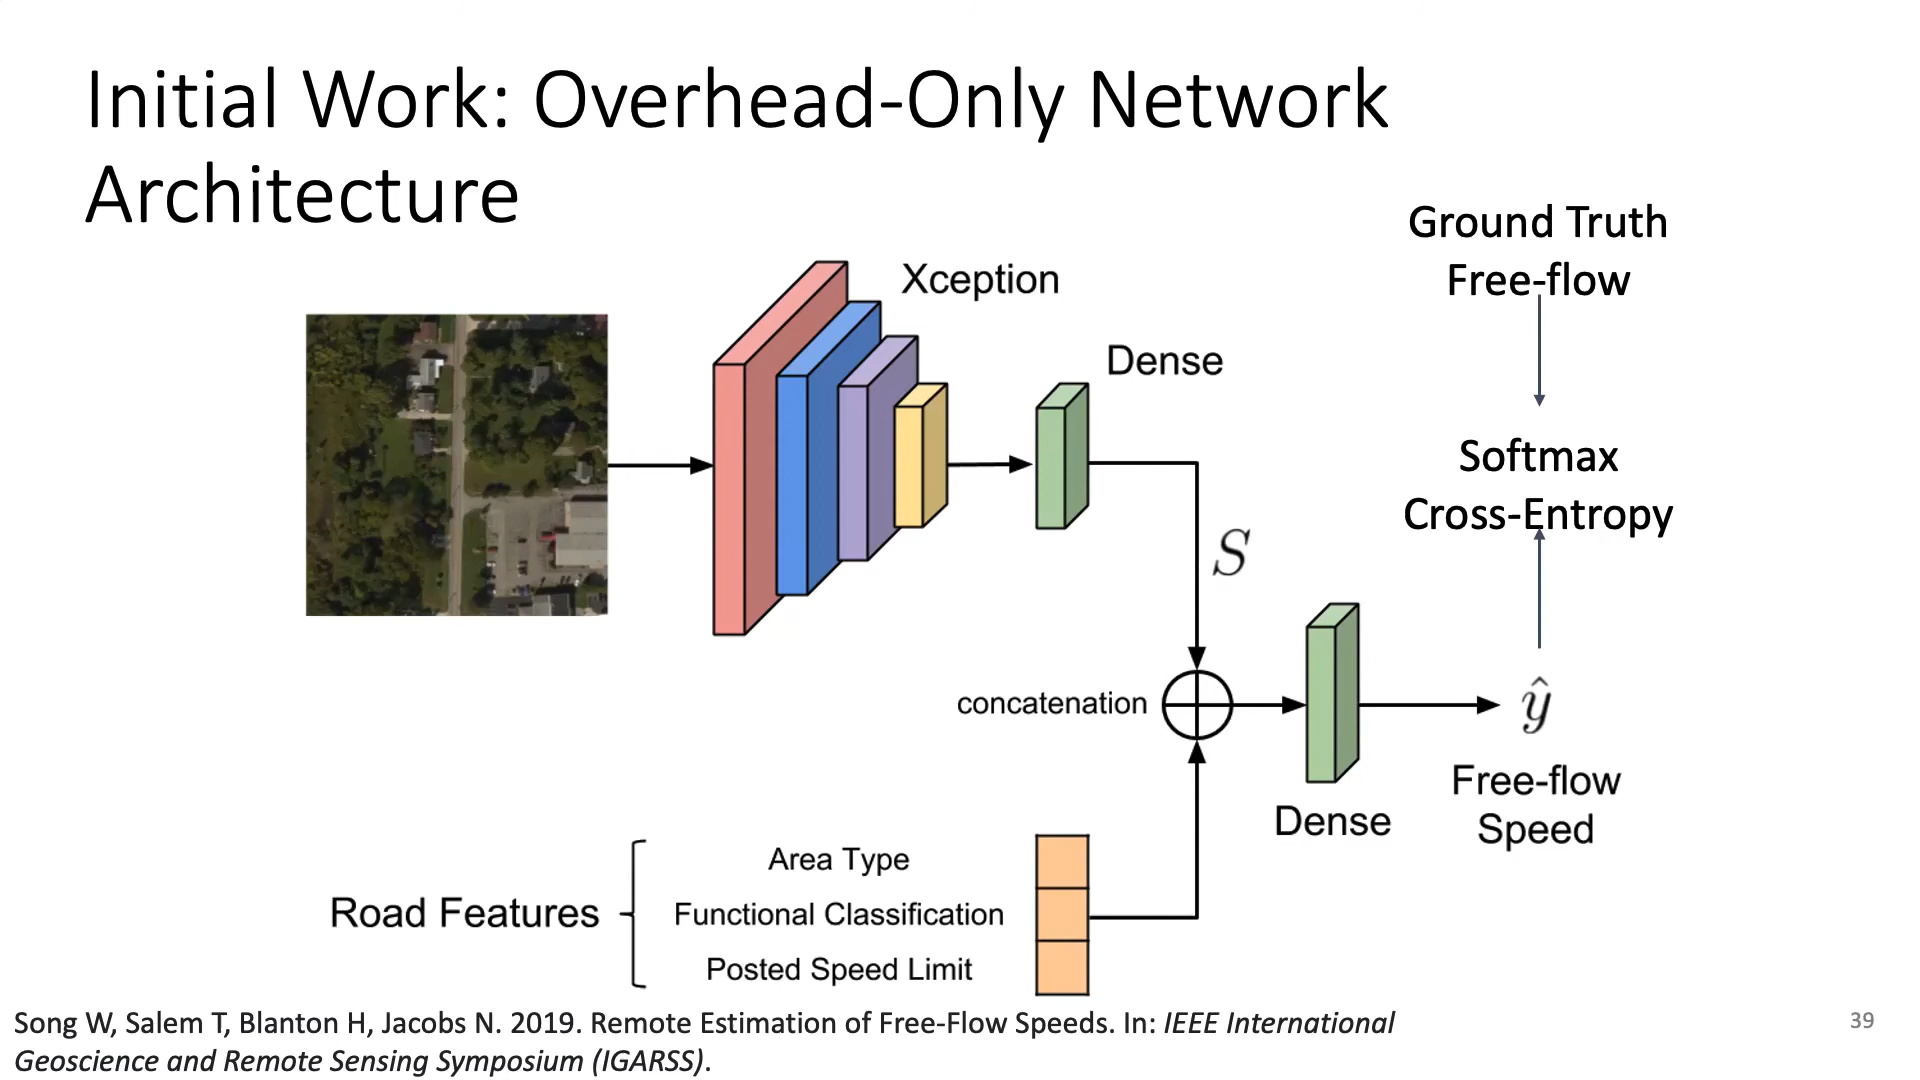 Initial Work: Overhead-Only Network
Architecture
Ground Truth
Free-flow
Xception
Dense
Softmax
Cross-Entropy
S
concatenation
ŷ
Free-flow
Speed
Dense
Road Features
Area Type
Functional Classification
Posted Speed Limit
Song W, Salem T, Blanton H, Jacobs N. 2019. Remote Estimation of Free-Flow Speeds. In: IEEE International
Geoscience and Remote Sensing Symposium (IGARSS).
39